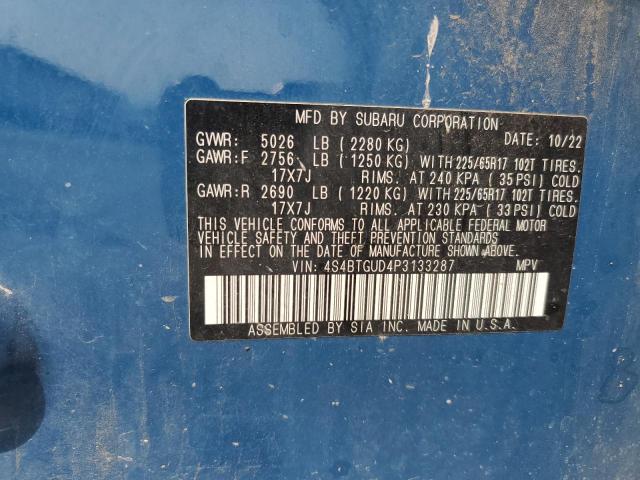 MFD BY SUBARU CORPORATION
GVWR: 5026 LB (2280 KG) DATE: 10/22
GAWR:F 2756 LB (1250 KG) WITH 225/65R17 102T TIRES.
17X7J RIMS. AT 240 KPA (35 PSI) COLD
GAWR:R 2690 LB (1220 KG) WITH 225/65R17 102T TIRES.
17X7J RIMS. AT 230 KPA (33 PSI) COLD
THIS VEHICLE CONFORMS TO ALL APPLICABLE FEDERAL MOTOR
VEHICLE SAFETY AND THEFT PREVENTION STANDARDS
IN EFFECT ON THE DATE OF MANUFACTURE SHOWN ABOVE.
VIN: 4S4BTGUD4P3133287 MPV
ASSEMBLED BY SIA INC. MADE IN U.S.A.